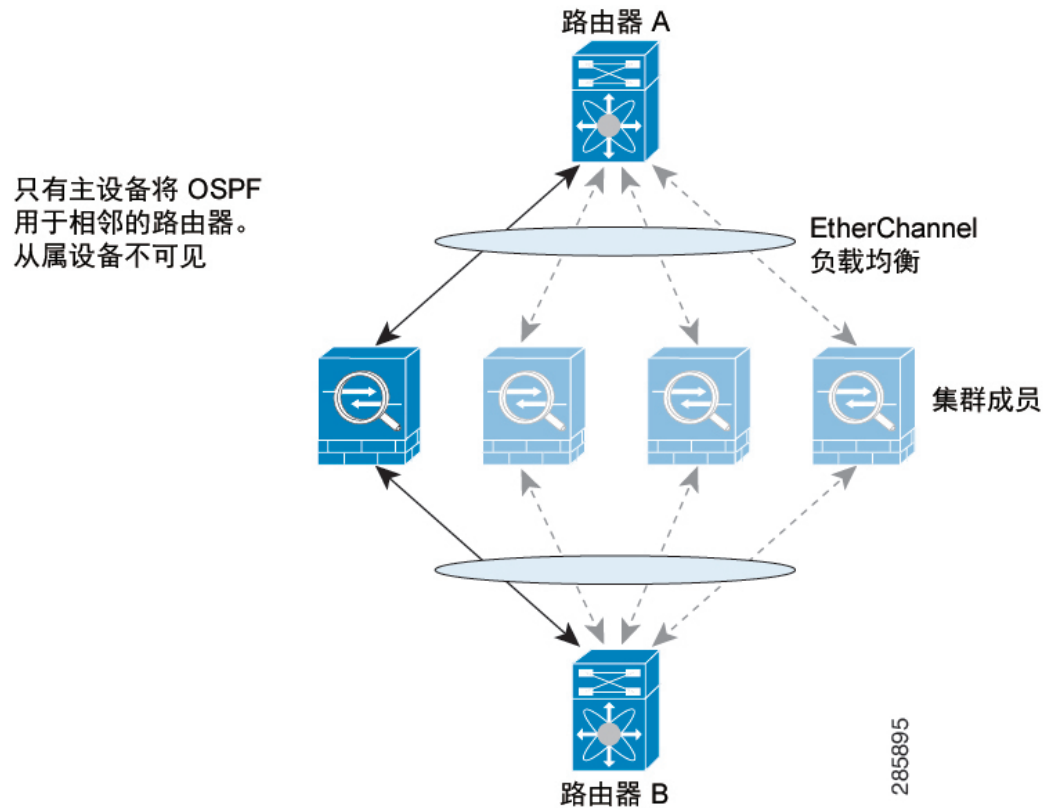 路由器 A
只有主设备将 OSPF
用于相邻的路由器。
从属设备不可见
EtherChannel
负载均衡
集群成员
路由器 B
285895